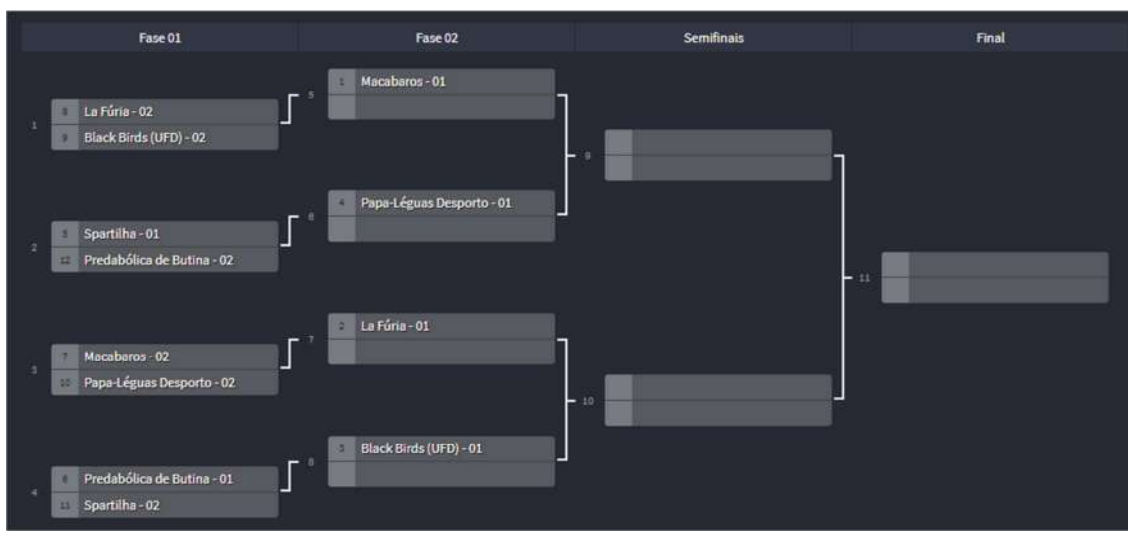 Fase 01
Fase 02
Semifinais
Final
1
8 La Fúria - 02
9 Black Birds (UFD) - 02
2
5 Spartilha - 01
12 Predabólica de Butina - 02
3
7 Macabaros - 02
10 Papa-Léguas Desporto - 02
4
6 Predabólica de Butina - 01
11 Spartilha - 02
5
1 Macabaros - 01
6
4 Papa-Léguas Desporto - 01
7
2 La Fúria - 01
8
3 Black Birds (UFD) - 01
9
10
11